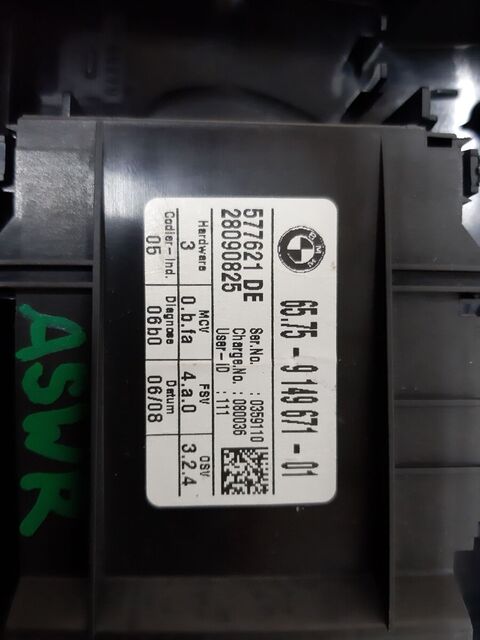 BMW
65.75 - 9 149 671 - 01
577621 DE
28090825
Ser.No. : 0359110
Charge.No. : 080036
User-ID : 111
Hardware
3
MCV
0.b.fa
FSV
4.a.0
OSV
3.2.4
Codier-Ind.
05
Diagnose
06b0
Datum
06/08
ASWR